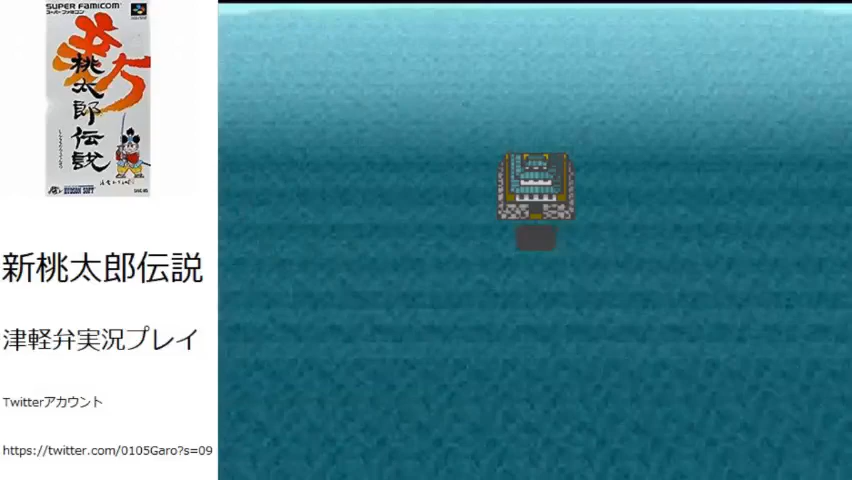 SUPER FAMICOM
スーパーファミコン
新
桃太郎伝説
HUDSON SOFT
新桃太郎伝説
津軽弁実況プレイ
Twitterアカウント
https://twitter.com/0105Garo?s=09